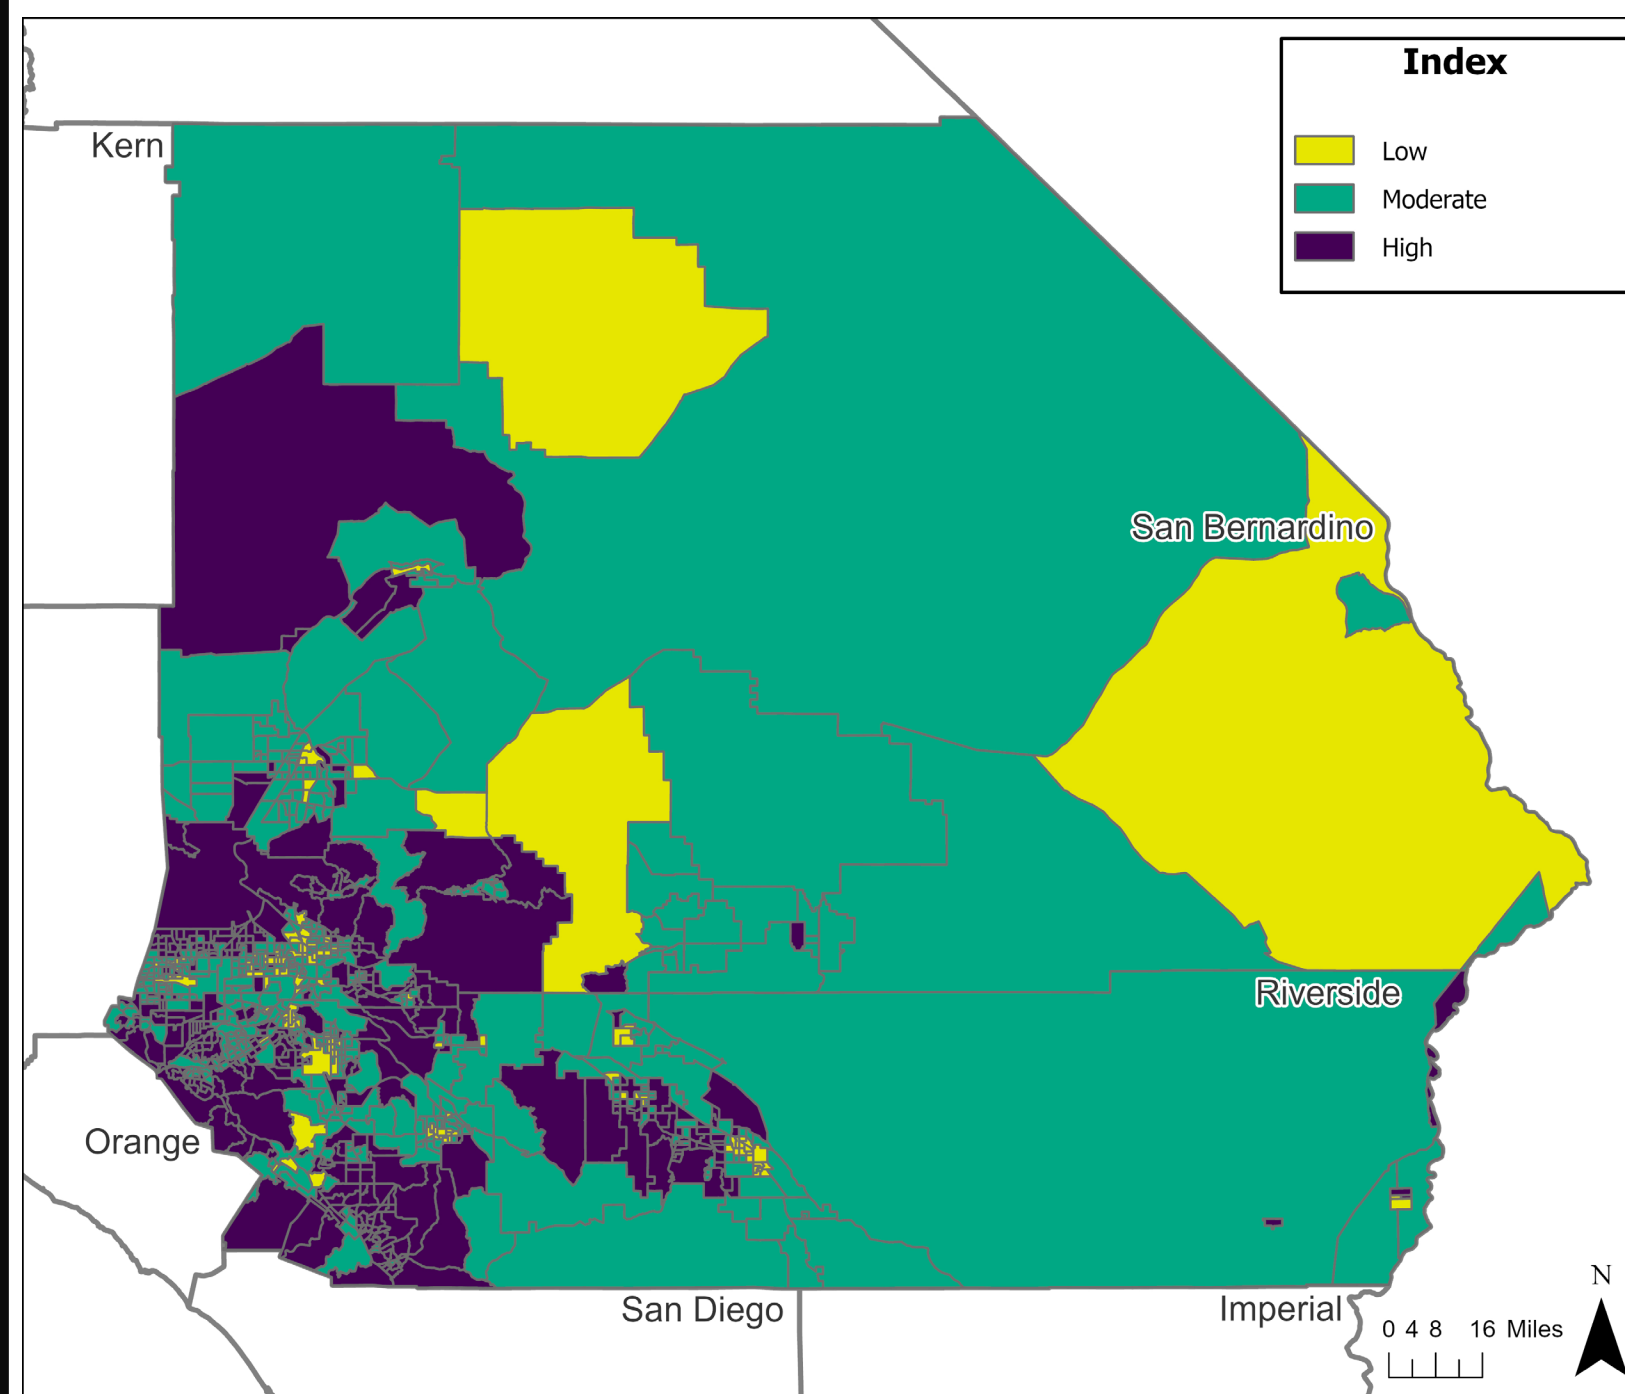 Index
Low
Moderate
High
Kern
San Bernardino
Riverside
Orange
San Diego
Imperial
N
0 4 8 16 Miles